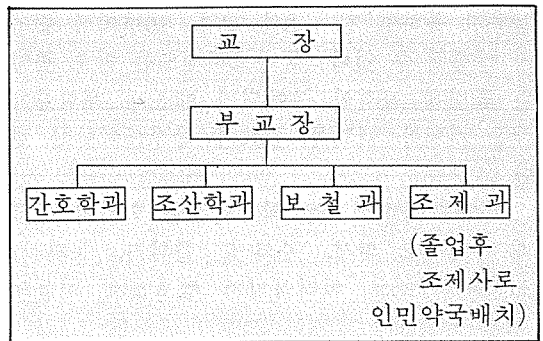 교 장
부 교 장
간호학과 조산학과 보 철 과 조 제 과
(졸업후
조제사로
인민약국배치)